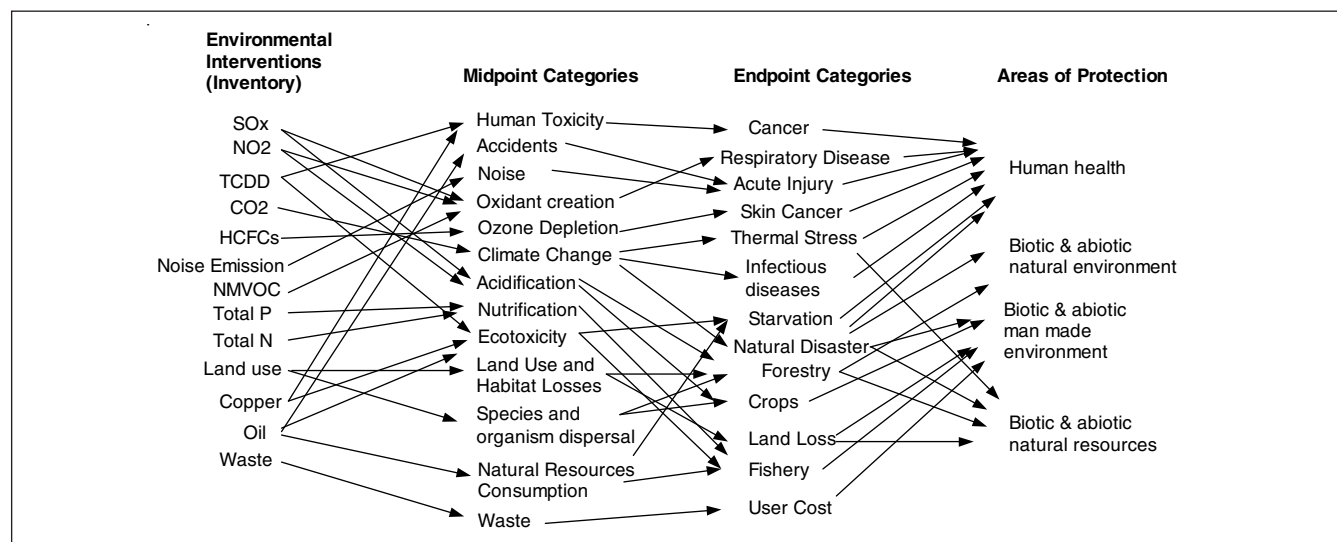 Environmental
Interventions
(Inventory)
Midpoint Categories
Endpoint Categories
Areas of Protection
SOx
NO2
TCDD
CO2
HCFCs
Noise Emission
NMVOC
Total P
Total N
Land use
Copper
Oil
Waste
Human Toxicity
Accidents
Noise
Oxidant creation
Ozone Depletion
Climate Change
Acidification
Nutrification
Ecotoxicity
Land Use and
Habitat Losses
Species and
organism dispersal
Natural Resources
Consumption
Waste
Cancer
Respiratory Disease
Acute Injury
Skin Cancer
Thermal Stress
Infectious
diseases
Starvation
Natural Disaster
Forestry
Crops
Land Loss
Fishery
User Cost
Human health
Biotic & abiotic
natural environment
Biotic & abiotic
man made
environment
Biotic & abiotic
natural resources